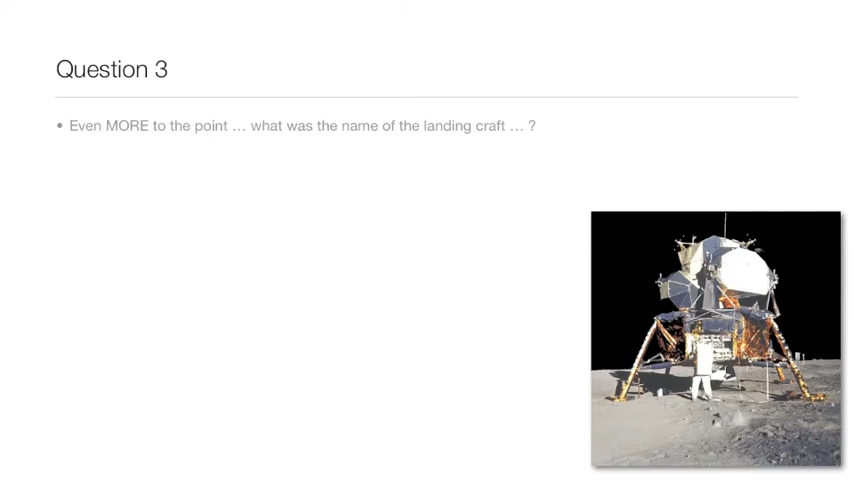 Question 3
• Even MORE to the point … what was the name of the landing craft … ?